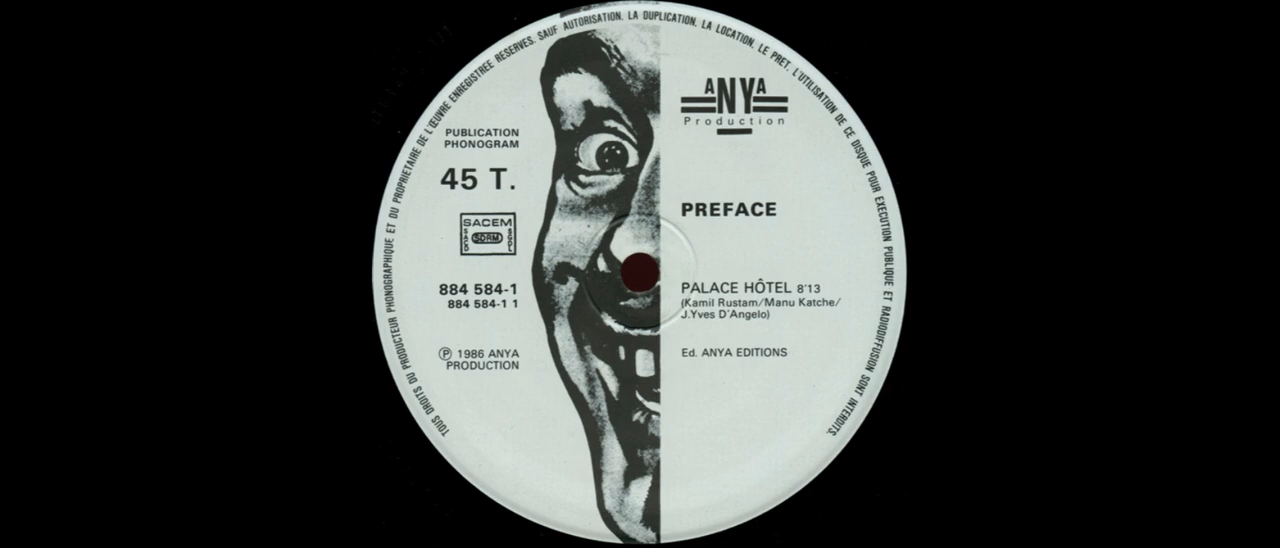 TOUS DROITS DU PRODUCTEUR PHONOGRAPHIQUE ET DU PROPRIETAIRE DE L'ŒUVRE ENREGISTREE RESERVES. SAUF AUTORISATION, LA DUPLICATION, LA LOCATION, LE PRET, L'UTILISATION DE CE DISQUE POUR EXECUTION PUBLIQUE ET RADIODIFFUSION SONT INTERDITS.
PUBLICATION
PHONOGRAM
45 T.
SACEM
SACD SDRM SGDL
884 584-1
884 584-1 1
Ⓟ 1986 ANYA
PRODUCTION
ANYA
Production
PREFACE
PALACE HÔTEL 8'13
(Kamil Rustam/Manu Katche/
J.Yves D'Angelo)
Ed. ANYA EDITIONS